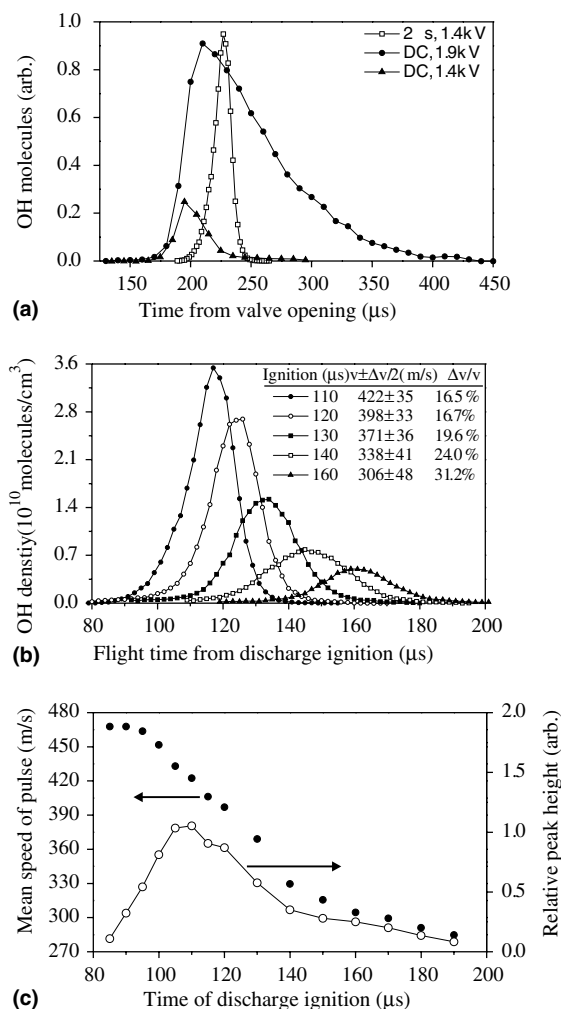 2 s, 1.4kV
DC, 1.9kV
DC, 1.4kV
OH molecules (arb.)
1.0
0.8
0.6
0.4
0.2
0.0
150 200 250 300 350 400 450
(a)
Time from valve opening (μs)
Ignition (μs) v±Δv/2(m/s) Δv/v
110 422±35 16.5%
120 398±33 16.7%
130 371±36 19.6%
140 338±41 24.0%
160 306±48 31.2%
OH denstiy(10¹⁰molecules/cm³)
3.6
2.8
2.1
1.4
0.7
0.0
80 100 120 140 160 180 200
(b)
Flight time from discharge ignition (μs)
Mean speed of pulse (m/s)
480
450
420
390
360
330
300
270
2.0
1.5
1.0
0.5
0.0
Relative peak height (arb.)
80 100 120 140 160 180 200
(c)
Time of discharge ignition (μs)